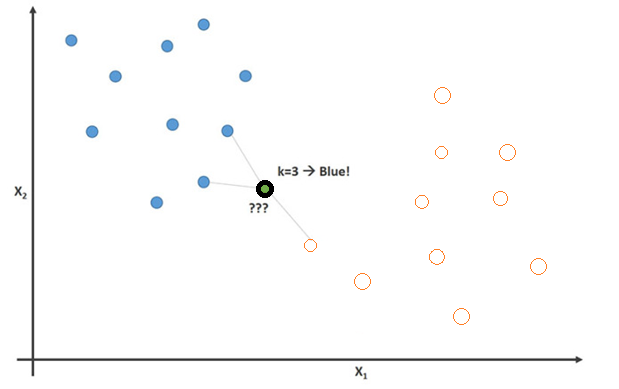 k=3 → Blue!
???
X₂
X₁